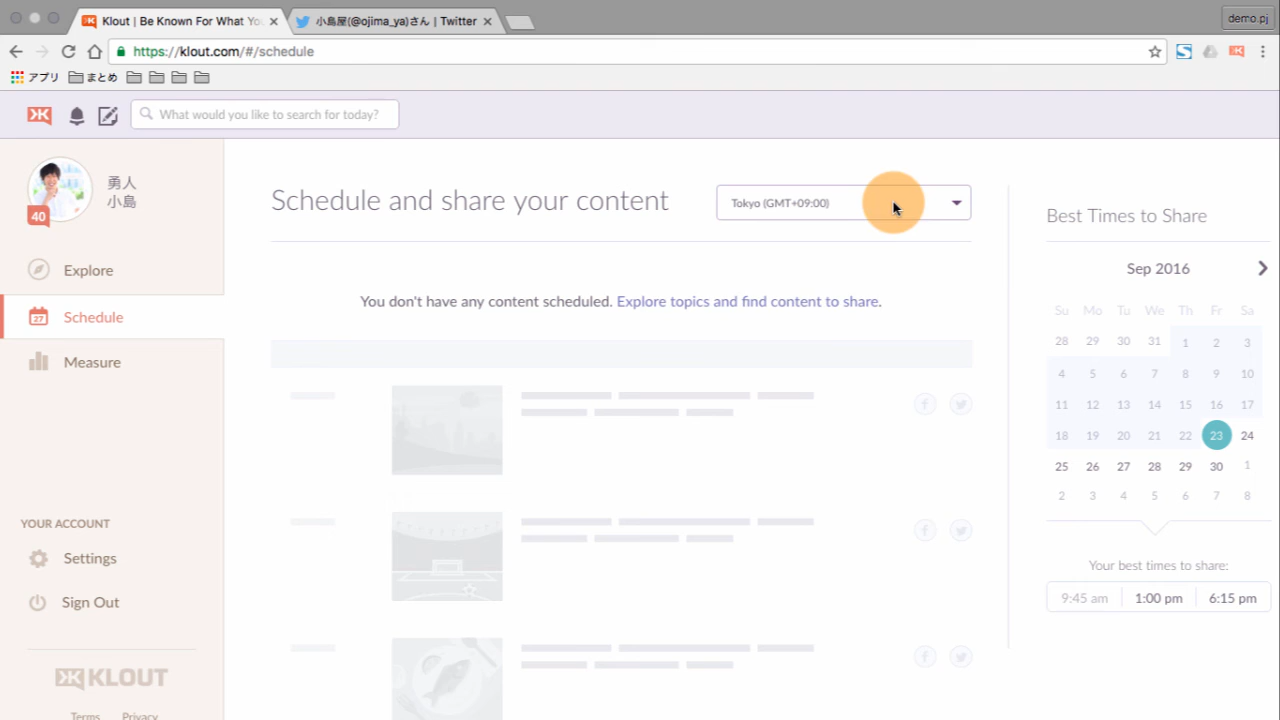 Klout | Be Known For What Yo
小島屋(@ojima_ya)さん | Twitter
demo.pj
https://klout.com/#/schedule
アプリ
まとめ
What would you like to search for today?
勇人
小島
40
Explore
27
Schedule
Measure
YOUR ACCOUNT
Settings
Sign Out
KLOUT
Terms Privacy
Schedule and share your content
Tokyo (GMT+09:00)
You don't have any content scheduled. Explore topics and find content to share.
Best Times to Share
Sep 2016
Su Mo Tu We Th Fr Sa
28 29 30 31 1 2 3
4 5 6 7 8 9 10
11 12 13 14 15 16 17
18 19 20 21 22 23 24
25 26 27 28 29 30 1
2 3 4 5 6 7 8
Your best times to share:
9:45 am 1:00 pm 6:15 pm